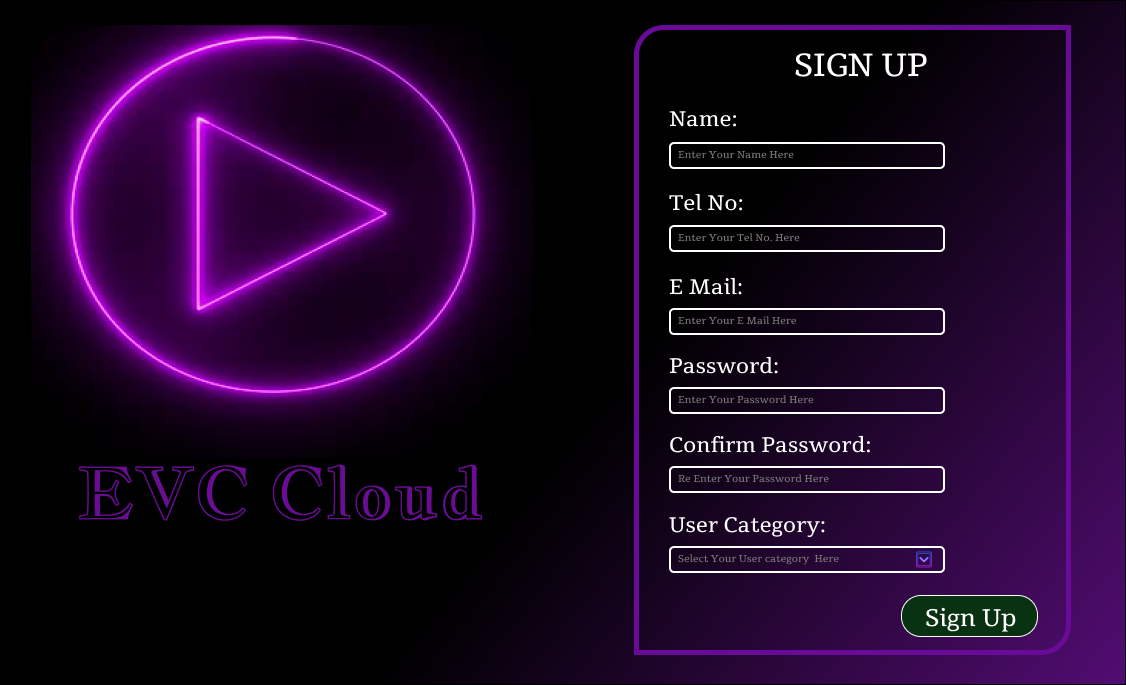 EVC Cloud
SIGN UP
Name:
Enter Your Name Here
Tel No:
Enter Your Tel No. Here
E Mail:
Enter Your E Mail Here
Password:
Enter Your Password Here
Confirm Password:
Re Enter Your Password Here
User Category:
Select Your User category  Here
Sign Up